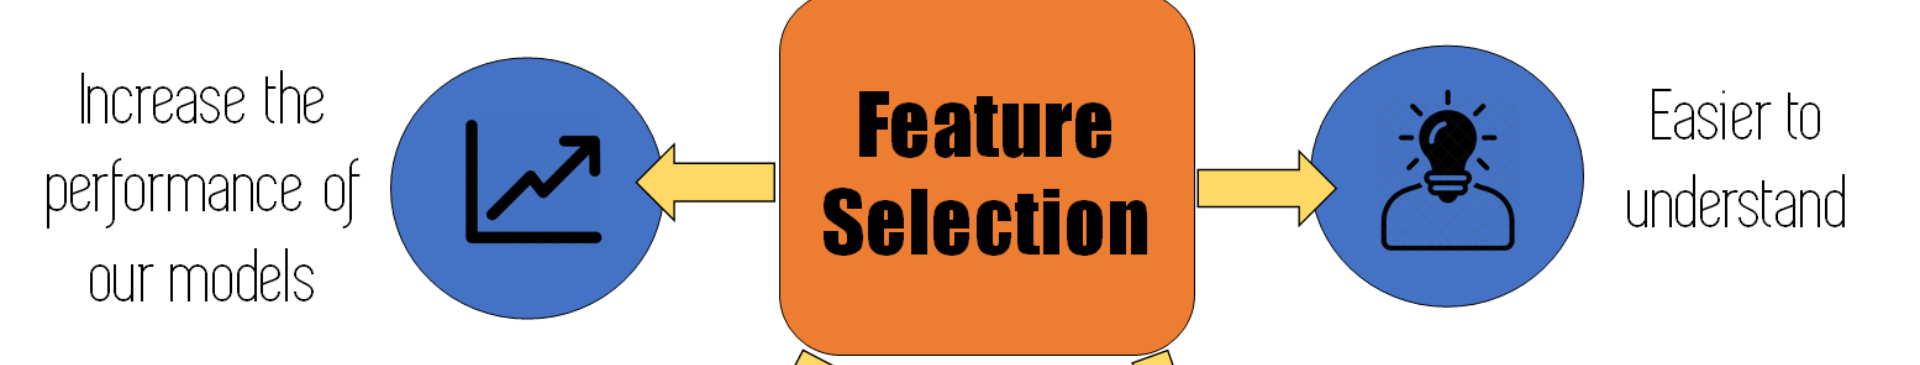 Increase the
performance of
our models
Feature
Selection
Easier to
understand